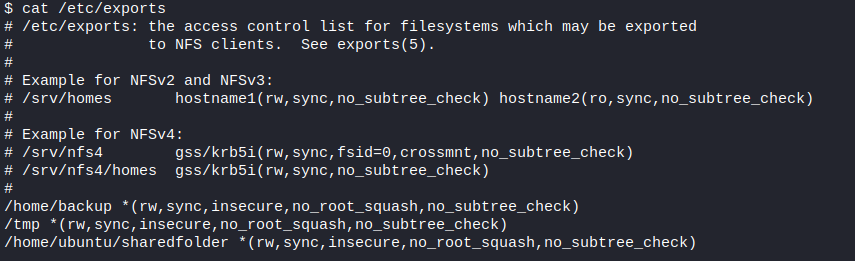 $ cat /etc/exports
# /etc/exports: the access control list for filesystems which may be exported
#               to NFS clients.  See exports(5).
#
# Example for NFSv2 and NFSv3:
# /srv/homes       hostname1(rw,sync,no_subtree_check) hostname2(ro,sync,no_subtree_check)
#
# Example for NFSv4:
# /srv/nfs4        gss/krb5i(rw,sync,fsid=0,crossmnt,no_subtree_check)
# /srv/nfs4/homes  gss/krb5i(rw,sync,no_subtree_check)
#
/home/backup *(rw,sync,insecure,no_root_squash,no_subtree_check)
/tmp *(rw,sync,insecure,no_root_squash,no_subtree_check)
/home/ubuntu/sharedfolder *(rw,sync,insecure,no_root_squash,no_subtree_check)